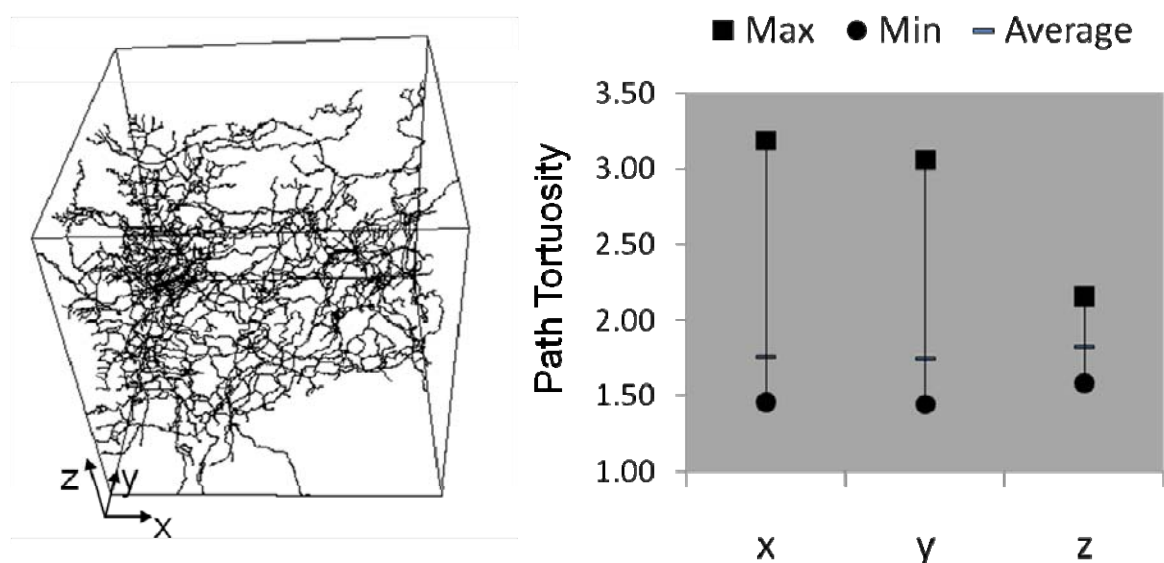 z
y
x
Max Min Average
Path Tortuosity
3.50
3.00
2.50
2.00
1.50
1.00
x y z